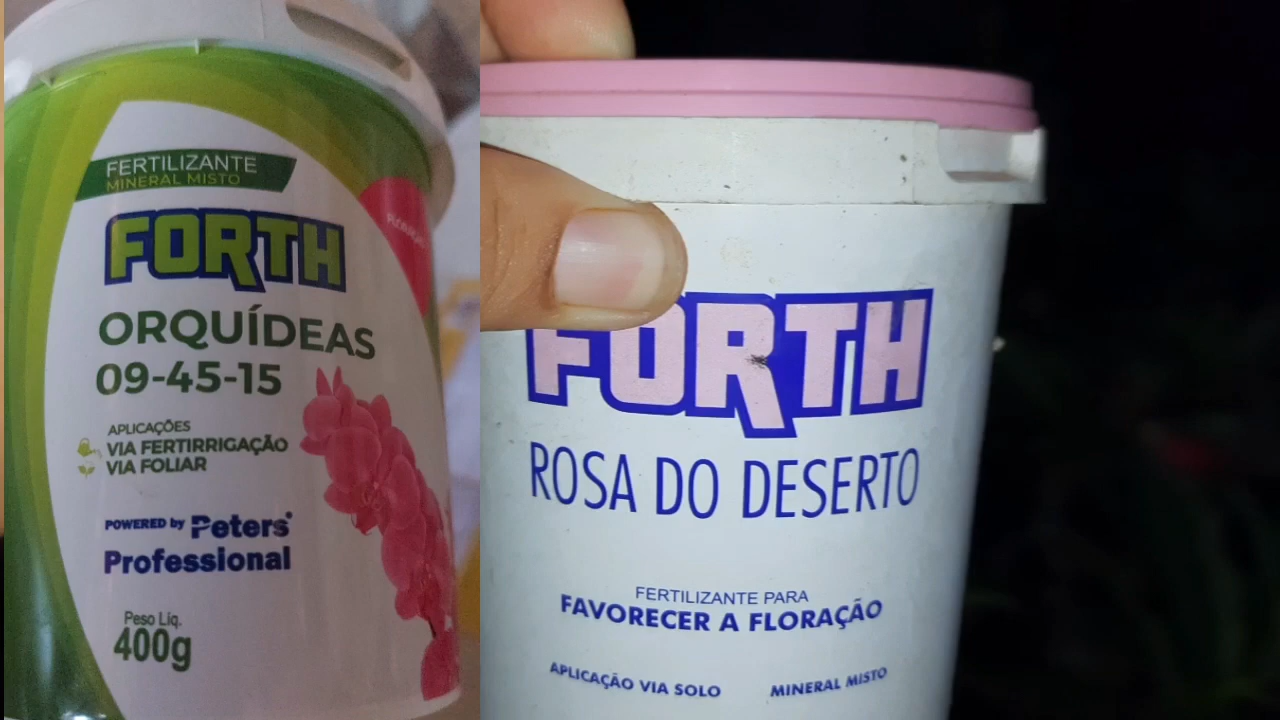 FERTILIZANTE
MINERAL MISTO
FORTH
ORQUÍDEAS
09-45-15
APLICAÇÕES
VIA FERTIRRIGAÇÃO
VIA FOLIAR
POWERED by Peters®
Professional
Peso Líq.
400g
FORTH
ROSA DO DESERTO
FERTILIZANTE PARA
FAVORECER A FLORAÇÃO
APLICAÇÃO VIA SOLO
MINERAL MISTO